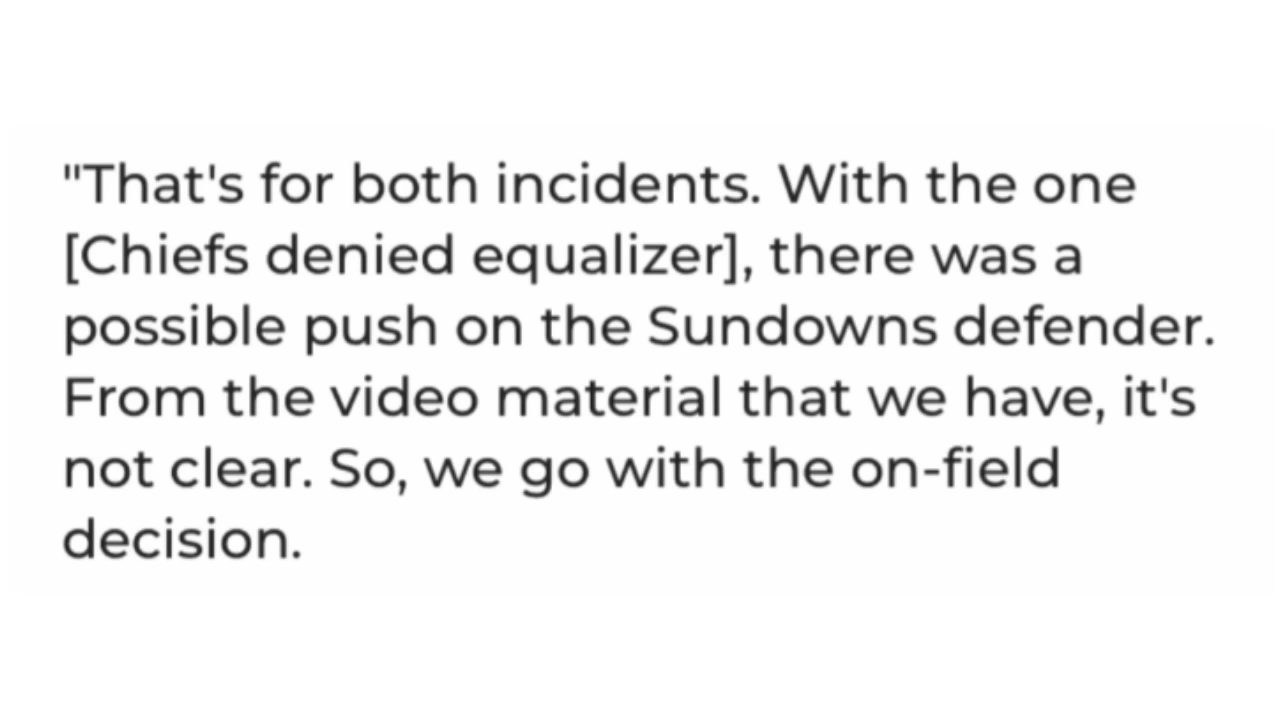 "That's for both incidents. With the one
[Chiefs denied equalizer], there was a
possible push on the Sundowns defender.
From the video material that we have, it's
not clear. So, we go with the on-field
decision.